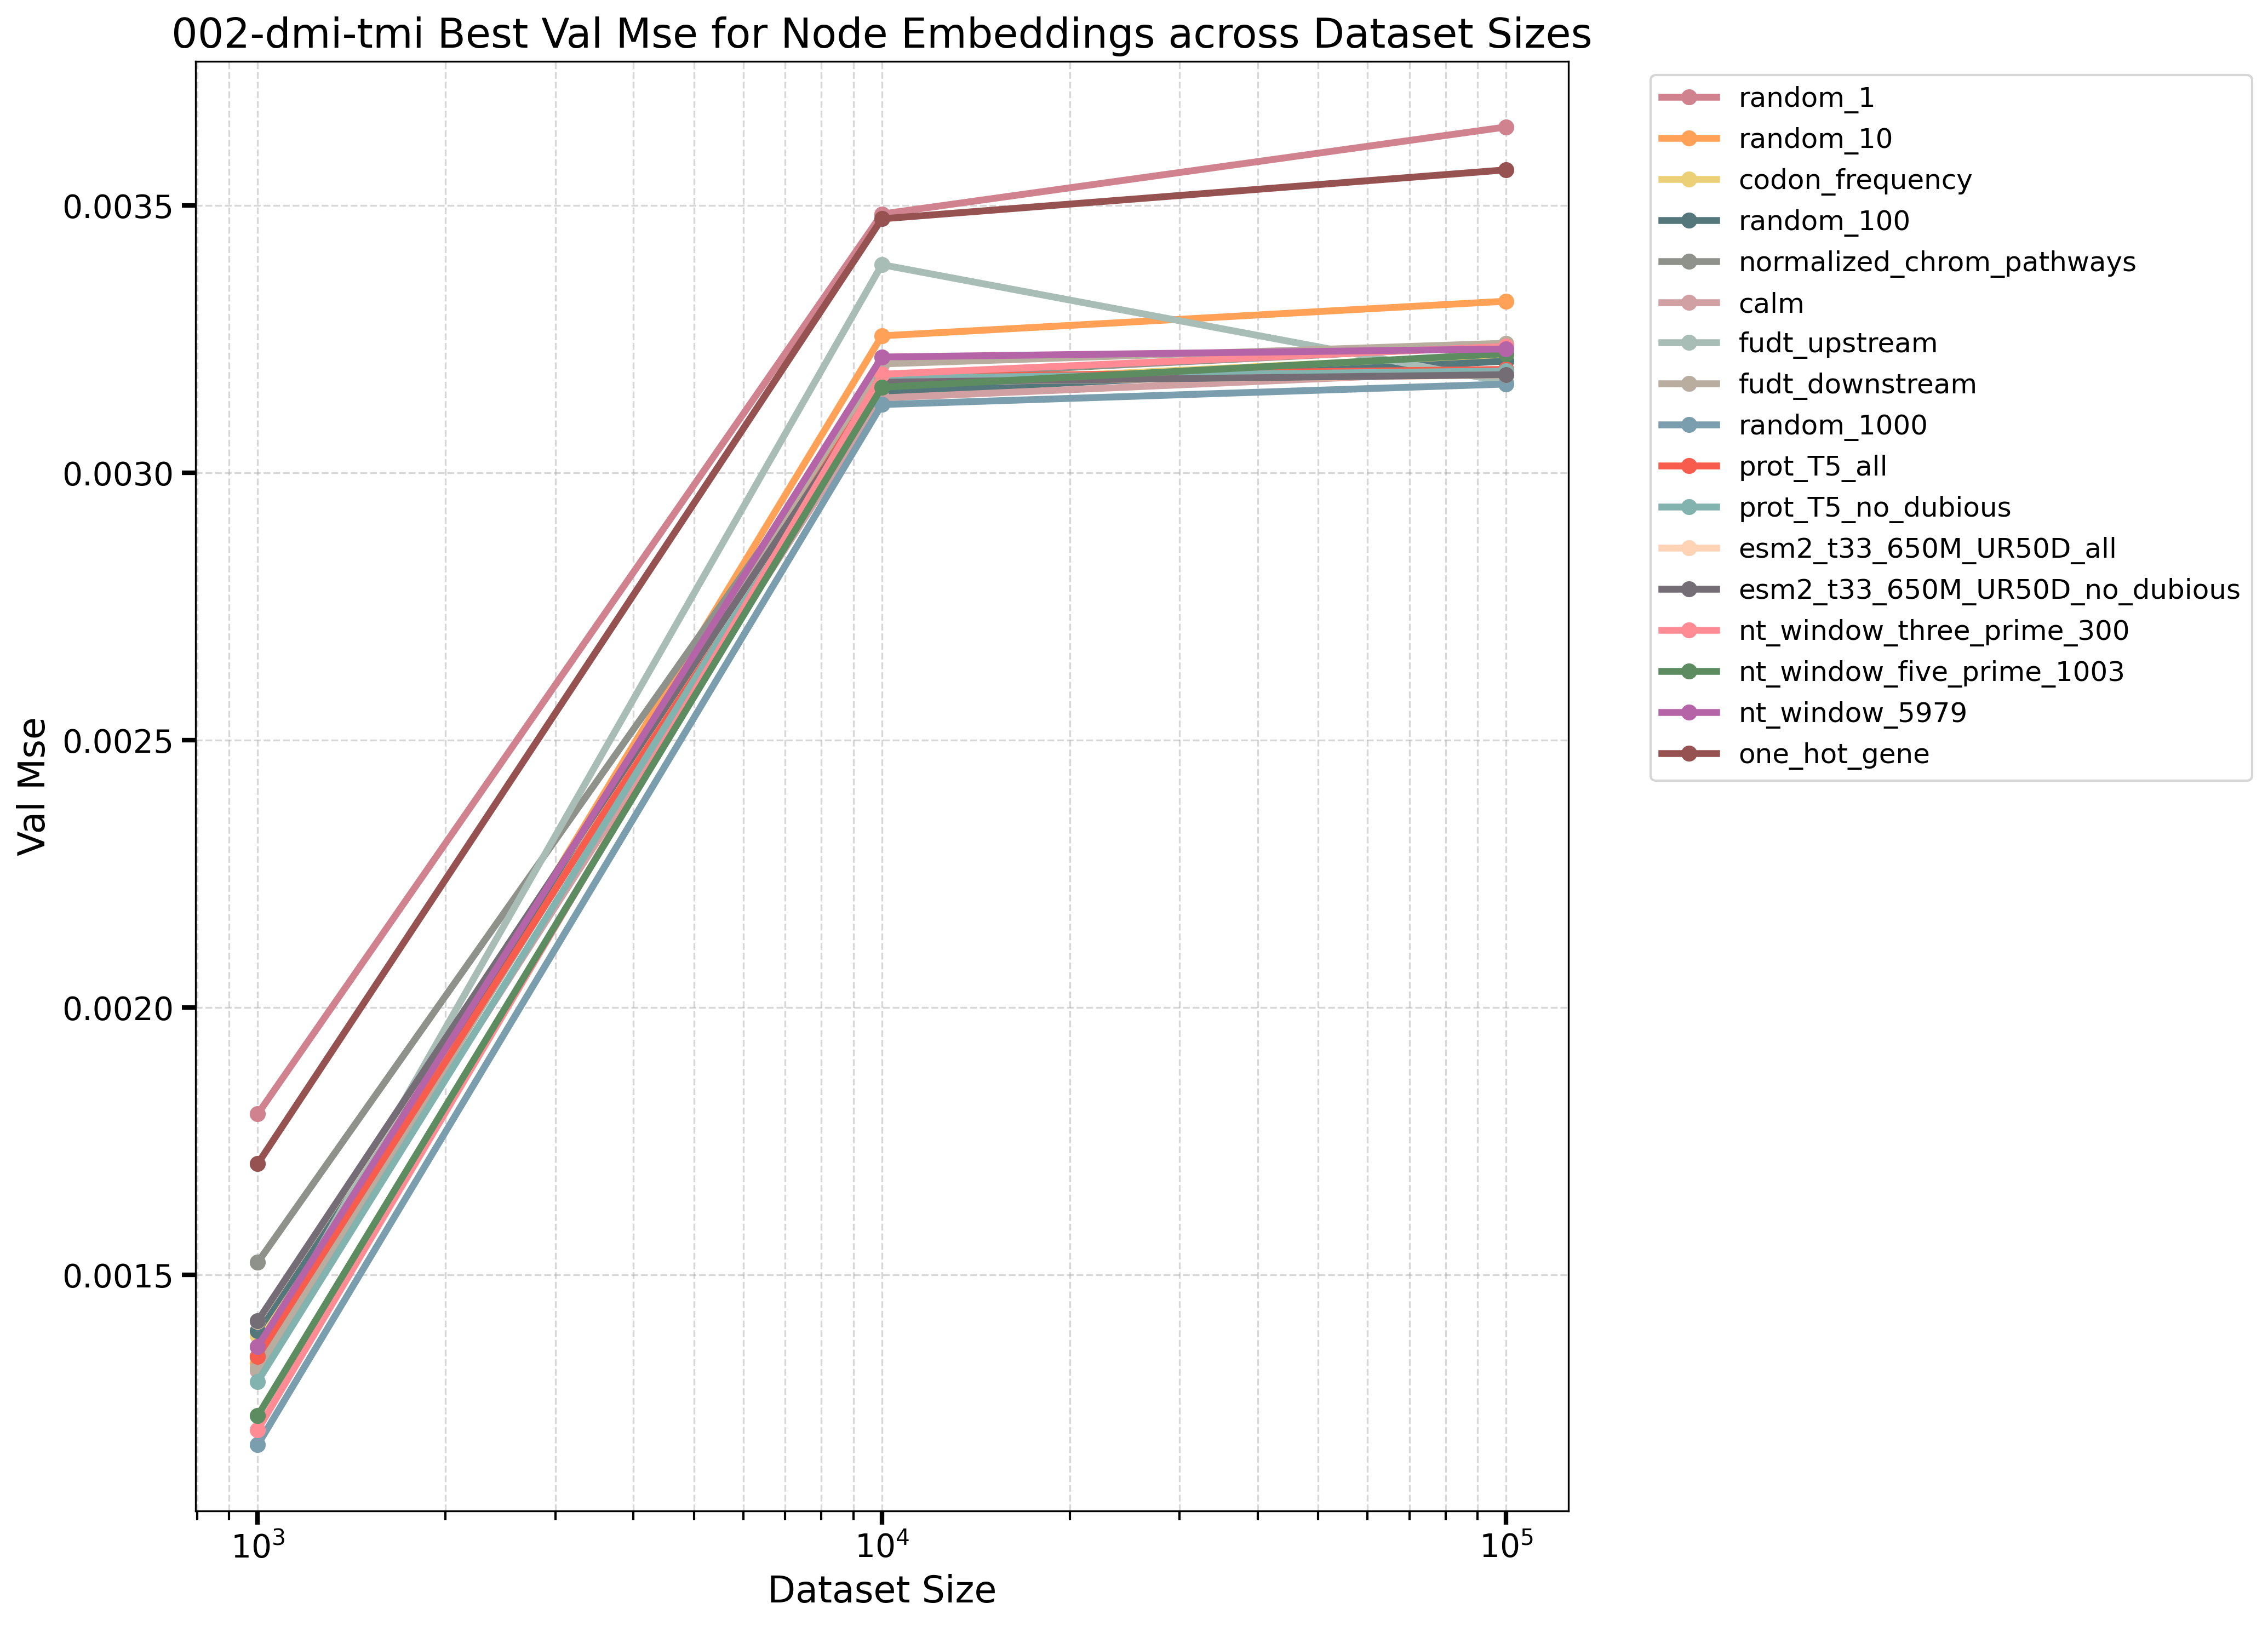 002-dmi-tmi Best Val Mse for Node Embeddings across Dataset Sizes
random_1
random_10
codon_frequency
random_100
normalized_chrom_pathways
calm
fudt_upstream
fudt_downstream
random_1000
prot_T5_all
prot_T5_no_dubious
esm2_t33_650M_UR50D_all
esm2_t33_650M_UR50D_no_dubious
nt_window_three_prime_300
nt_window_five_prime_1003
nt_window_5979
one_hot_gene
Val Mse
0.0035
0.0030
0.0025
0.0020
0.0015
10³
10⁴
10⁵
Dataset Size